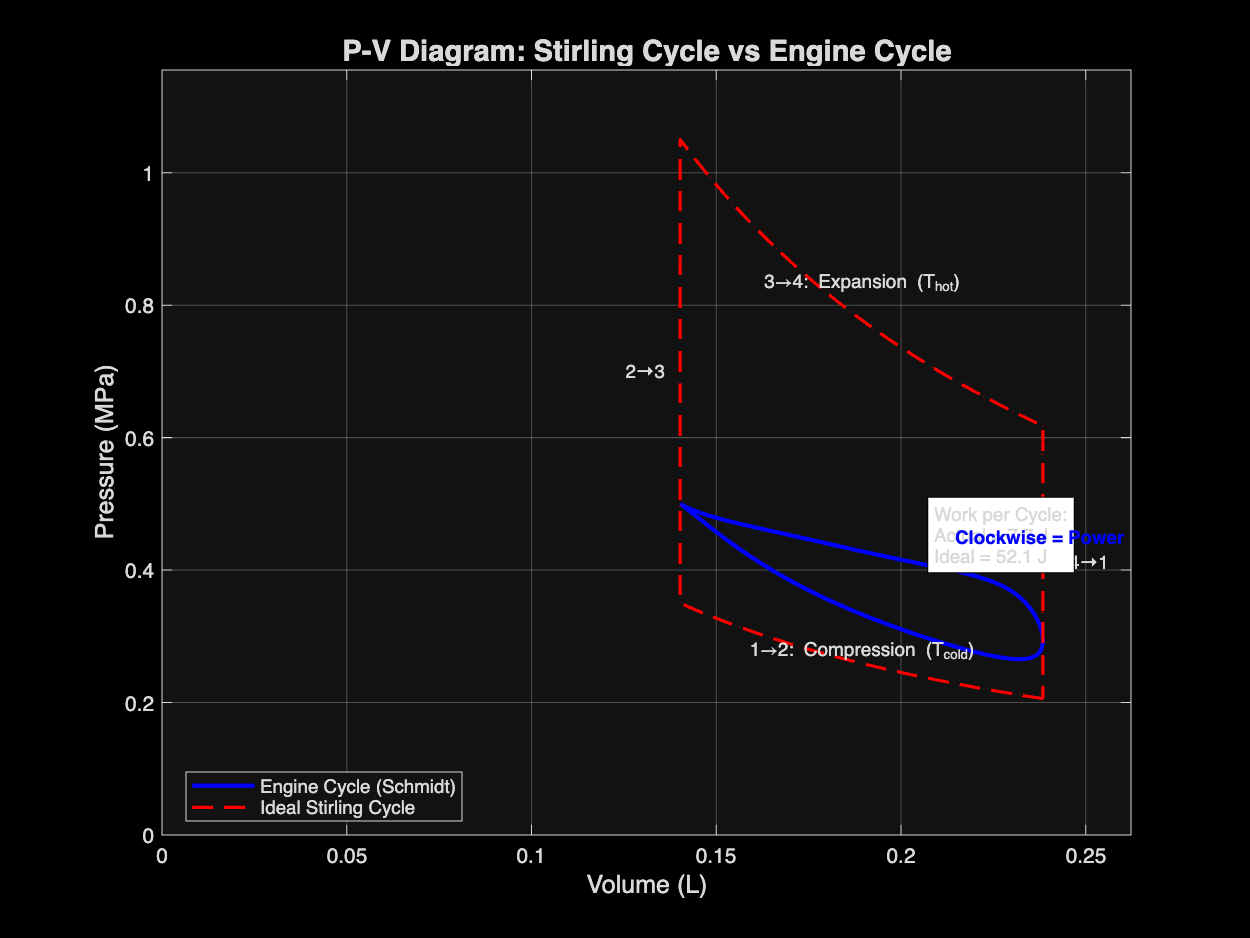 P-V Diagram: Stirling Cycle vs Engine Cycle
Pressure (MPa)
1
0.8
0.6
0.4
0.2
0
3→4: Expansion (Thot)
2→3
Work per Cycle:
Clockwise = Power
Ideal = 52.1 J
→1
1→2: Compression (Tcold)
Engine Cycle (Schmidt)
Ideal Stirling Cycle
0
0.05
0.1
0.15
0.2
0.25
Volume (L)